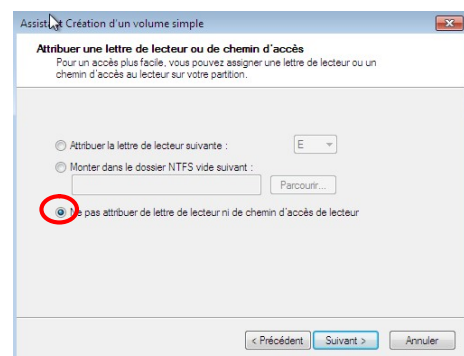 Assistant Création d'un volume simple
Attribuer une lettre de lecteur ou de chemin d'accès
Pour un accès plus facile, vous pouvez assigner une lettre de lecteur ou un
chemin d'accès au lecteur sur votre partition.
Attribuer la lettre de lecteur suivante :
E
Monter dans le dossier NTFS vide suivant :
Parcourir...
Ne pas attribuer de lettre de lecteur ni de chemin d'accès de lecteur
< Précédent
Suivant >
Annuler